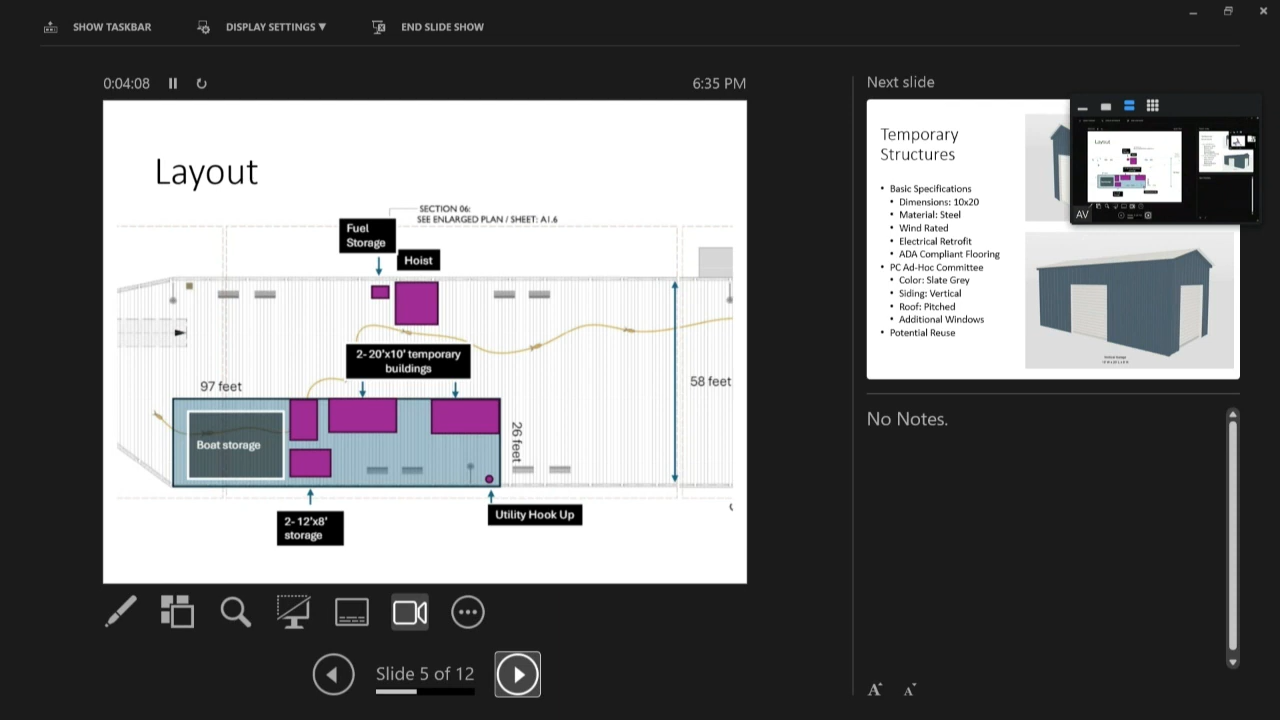 SHOW TASKBAR
DISPLAY SETTINGS ▼
END SLIDE SHOW
0:04:08
6:35 PM
Layout
SECTION 06:
SEE ENLARGED PLAN / SHEET: A1.6
Fuel
Storage
Hoist
2- 20'x10' temporary
buildings
97 feet
58 feet
Boat storage
26 feet
2- 12'x8'
storage
Utility Hook Up
Slide 5 of 12
Next slide
Temporary
Structures
• Basic Specifications
• Dimensions: 10x20
• Material: Steel
• Wind Rated
• Electrical Retrofit
• ADA Compliant Flooring
• PC Ad-Hoc Committee
• Color: Slate Grey
• Siding: Vertical
• Roof: Pitched
• Additional Windows
• Potential Reuse
Layout
AV
No Notes.
A
A